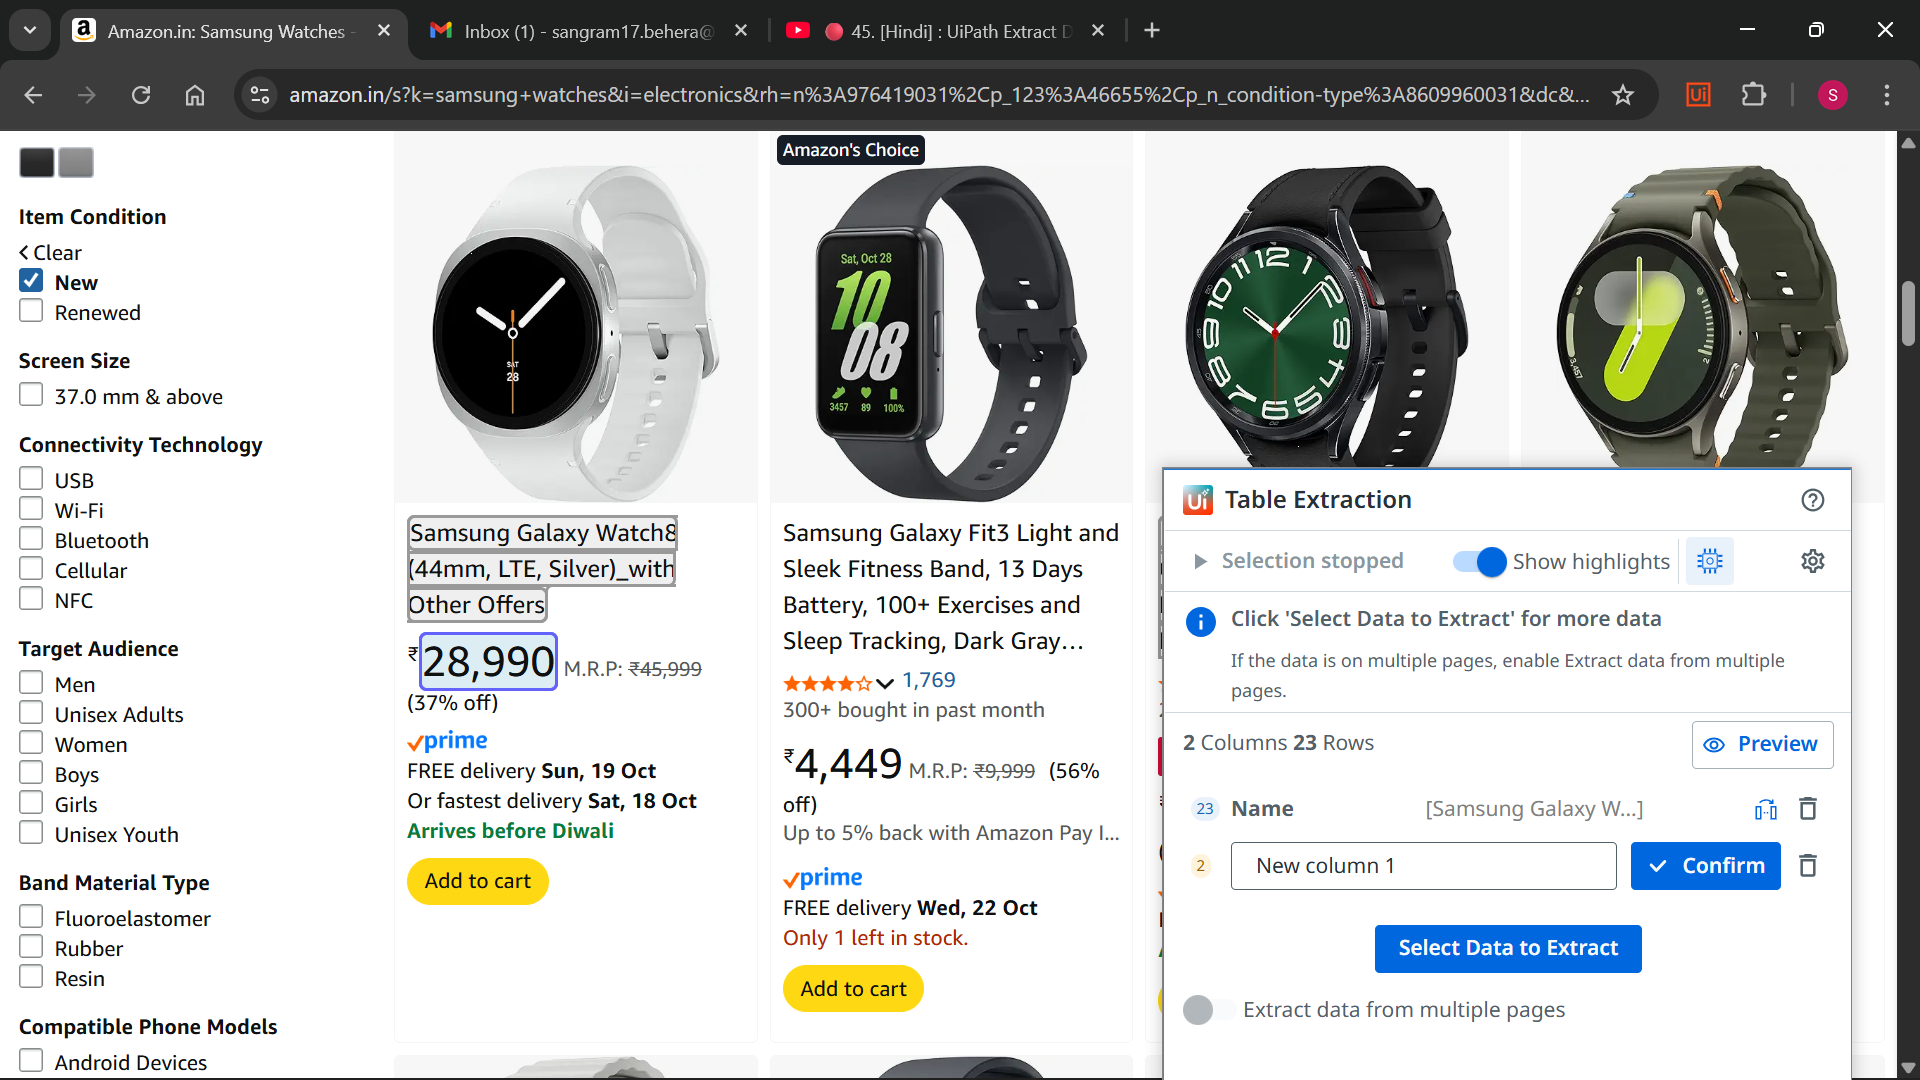 Amazon.in: Samsung Watches -
Inbox (1) - sangram17.behera@
45. [Hindi] : UiPath Extract D
amazon.in/s?k=samsung+watches&i=electronics&rh=n%3A976419031%2Cp_123%3A46655%2Cp_n_condition-type%3A8609960031&dc&...
Ui
S
Item Condition
Clear
New
Renewed
Screen Size
37.0 mm & above
Connectivity Technology
USB
Wi-Fi
Bluetooth
Cellular
NFC
Target Audience
Men
Unisex Adults
Women
Boys
Girls
Unisex Youth
Band Material Type
Fluoroelastomer
Rubber
Resin
Compatible Phone Models
Android Devices
SAT
28
Samsung Galaxy Watch8
(44mm, LTE, Silver)_with
Other Offers
₹28,990 M.R.P: ₹45,999
(37% off)
prime
FREE delivery Sun, 19 Oct
Or fastest delivery Sat, 18 Oct
Arrives before Diwali
Add to cart
Amazon's Choice
Sat, Oct 28
10
08
3457 89 100%
Samsung Galaxy Fit3 Light and
Sleek Fitness Band, 13 Days
Battery, 100+ Exercises and
Sleep Tracking, Dark Gray…
1,769
300+ bought in past month
₹4,449 M.R.P: ₹9,999 (56%
off)
Up to 5% back with Amazon Pay I...
prime
FREE delivery Wed, 22 Oct
Only 1 left in stock.
Add to cart
Ui Table Extraction
Selection stopped
Show highlights
Click 'Select Data to Extract' for more data
If the data is on multiple pages, enable Extract data from multiple
pages.
2 Columns 23 Rows
Preview
23 Name [Samsung Galaxy W...]
2 New column 1 Confirm
Select Data to Extract
Extract data from multiple pages